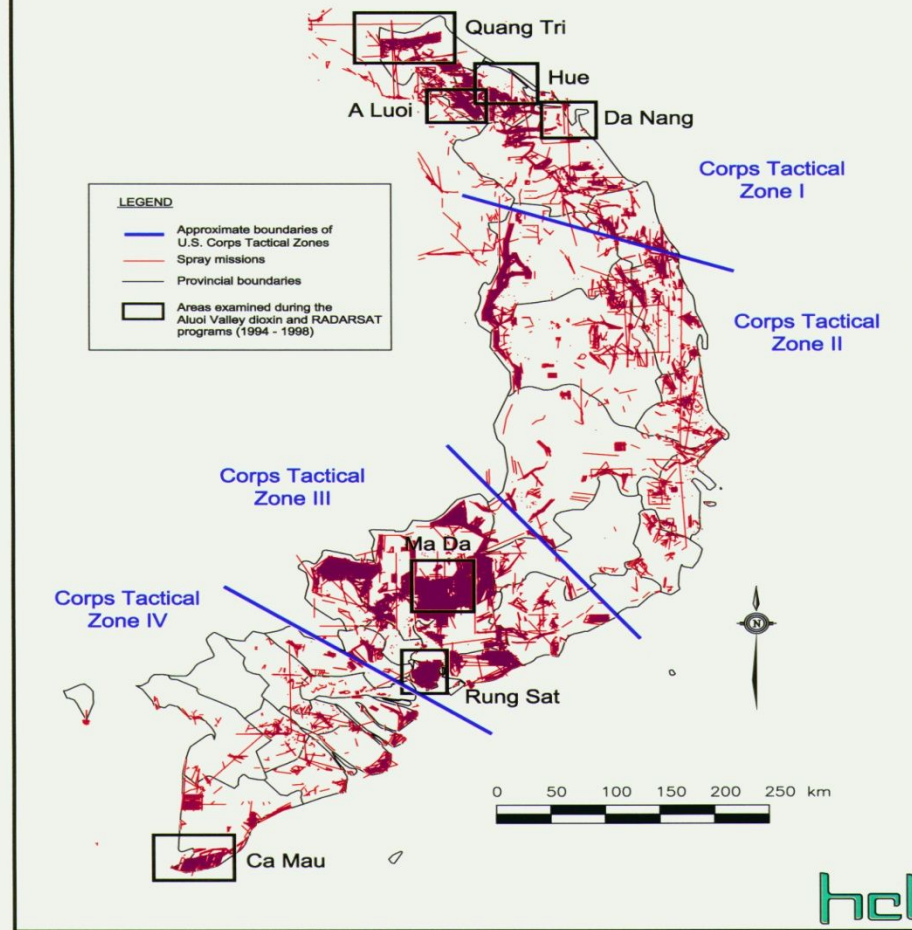 Quang Tri
Hue
A Luoi
Da Nang
Corps Tactical
Zone I
LEGEND
Approximate boundaries of
U.S. Corps Tactical Zones
Spray missions
Provincial boundaries
Areas examined during the
Aluoi Valley dioxin and RADARSAT
programs (1994 - 1998)
Corps Tactical
Zone II
Corps Tactical
Zone III
Ma Da
Corps Tactical
Zone IV
N
Rung Sat
0 50 100 150 200 250 km
Ca Mau